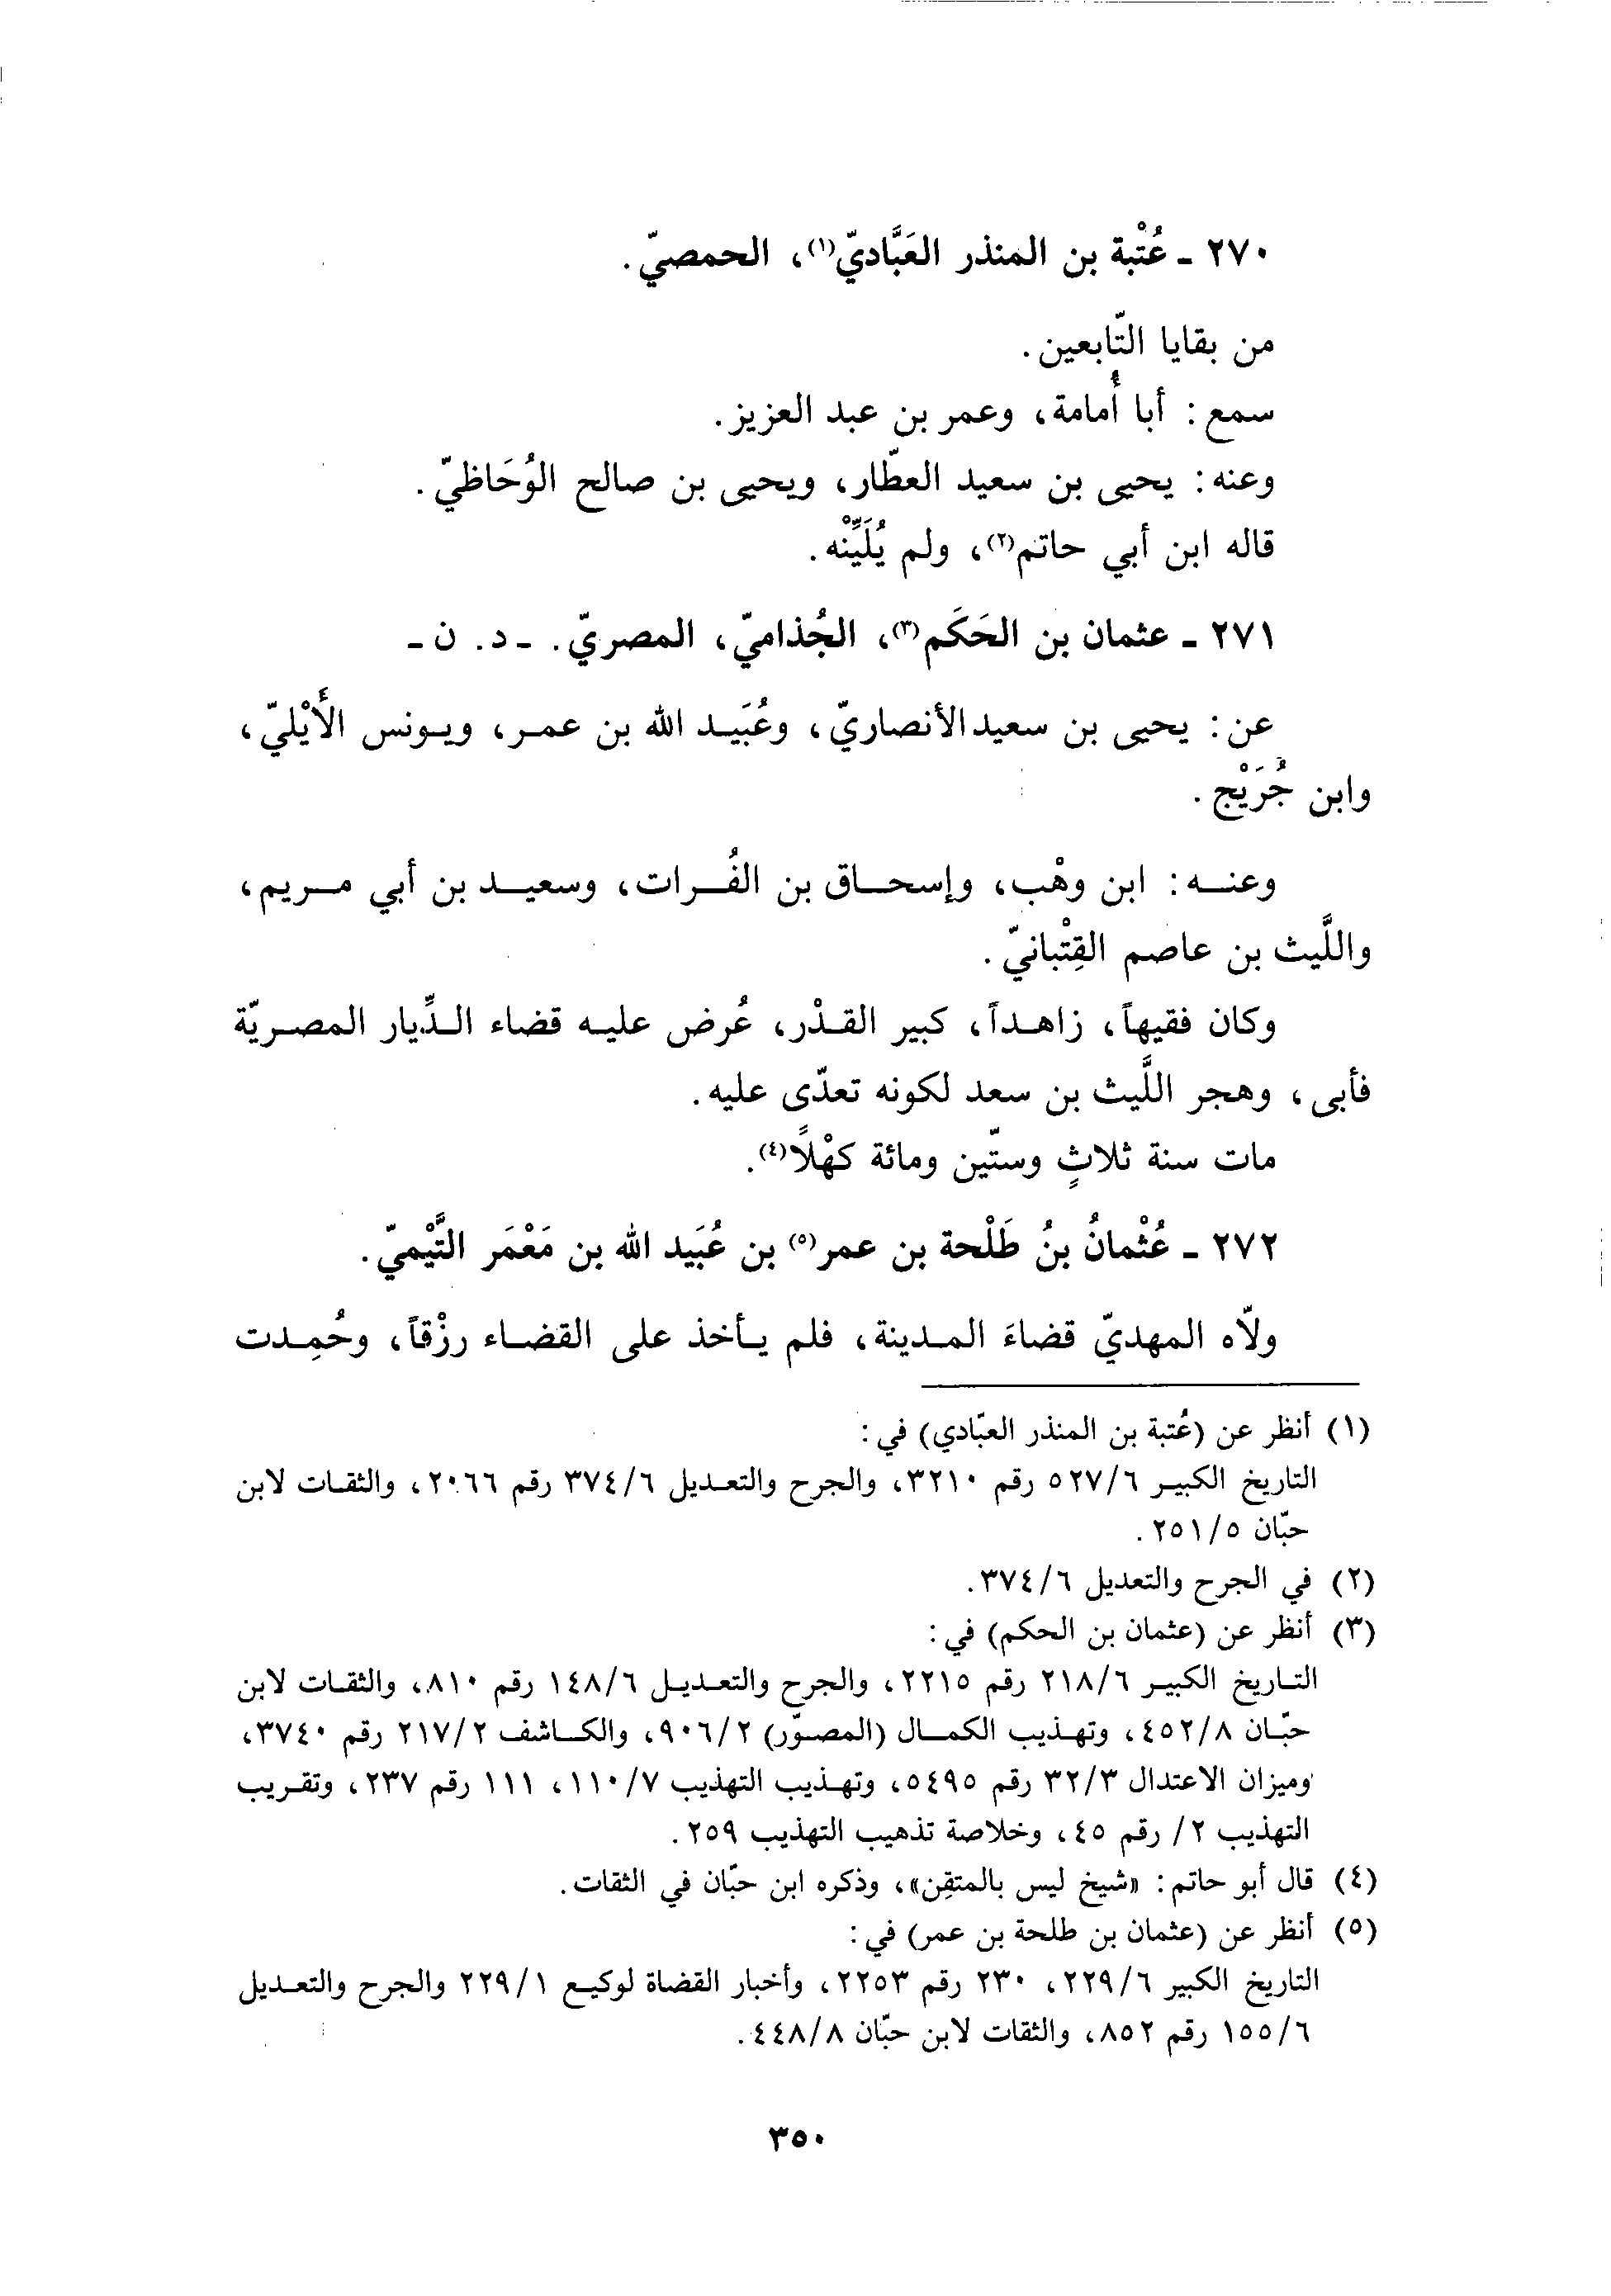 ٢٧٠ ـ عُتْبة بن المنذر العَبَّاديّ(١)، الحمصيّ.
من بقايا التّابعين.
سمع: أبا أُمامة، وعمر بن عبد العزيز.
وعنه: يحيى بن سعيد العطّار، ويحيى بن صالح الوُحَاظيّ.
قاله ابن أبي حاتم(٢)، ولم يُلَيِّنْه.
٢٧١ ـ عثمان بن الحَكَم(٣)، الجُذاميّ، المصريّ. ـ د. ن ـ
عن: يحيى بن سعيد الأنصاريّ، وعُبَيد الله بن عمر، ويونس الأَيْليّ،
وابن جُرَيْج.
وعنه: ابن وهْب، وإسحاق بن الفُرات، وسعيد بن أبي مريم،
واللَّيث بن عاصم القِتْبانيّ.
وكان فقيهاً، زاهداً، كبير القدْر، عُرض عليه قضاء الدِّيار المصريّة
فأبى، وهجر اللَّيث بن سعد لكونه تعدّى عليه.
مات سنة ثلاثٍ وستّين ومائة كهْلاً(٤).
٢٧٢ ـ عُثْمانُ بنُ طَلْحة بن عمر(٥) بن عُبَيد الله بن مَعْمَر التَّيْميّ.
ولاّه المهديّ قضاءَ المدينة، فلم يأخذ على القضاء رزْقاً، وحُمِدت
(١) أنظر عن (عُتبة بن المنذر العبّادي) في:
التاريخ الكبير ٥٢٧/٦ رقم ٣٢١٠، والجرح والتعديل ٣٧٤/٦ رقم ٢٠٦٦، والثقات لابن
حبّان ٢٥١/٥.
(٢) في الجرح والتعديل ٣٧٤/٦.
(٣) أنظر عن (عثمان بن الحكم) في:
التاريخ الكبير ٢١٨/٦ رقم ٢٢١٥، والجرح والتعديل ١٤٨/٦ رقم ٨١٠، والثقات لابن
حبّان ٤٥٢/٨، وتهذيب الكمال (المصوّر) ٩٠٦/٢، والكاشف ٢١٧/٢ رقم ٣٧٤٠،
وميزان الاعتدال ٣٢/٣ رقم ٥٤٩٥، وتهذيب التهذيب ١١٠/٧، ١١١ رقم ٢٣٧، وتقريب
التهذيب ٢/ رقم ٤٥، وخلاصة تذهيب التهذيب ٢٥٩.
(٤) قال أبو حاتم: «شيخ ليس بالمتقِن»، وذكره ابن حبّان في الثقات.
(٥) أنظر عن (عثمان بن طلحة بن عمر) في:
التاريخ الكبير ٢٢٩/٦، ٢٣٠ رقم ٢٢٥٣، وأخبار القضاة لوكيع ٢٢٩/١ والجرح والتعديل
١٥٥/٦ رقم ٨٥٢، والثقات لابن حبّان ٤٤٨/٨.
٣٥٠